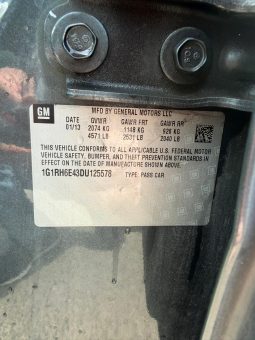 GM
MFD BY GENERAL MOTORS LLC
DATE GVWR GAWR FRT GAWR RR
01/13 2074 KG 1148 KG 926 KG
4571 LB 2531 LB 2040 LB
THIS VEHICLE CONFORMS TO ALL APPLICABLE U.S. FEDERAL MOTOR
VEHICLE SAFETY, BUMPER, AND THEFT PREVENTION STANDARDS IN
EFFECT ON THE DATE OF MANUFACTURE SHOWN ABOVE.
1G1RH6E43DU125578 TYPE: PASS CAR